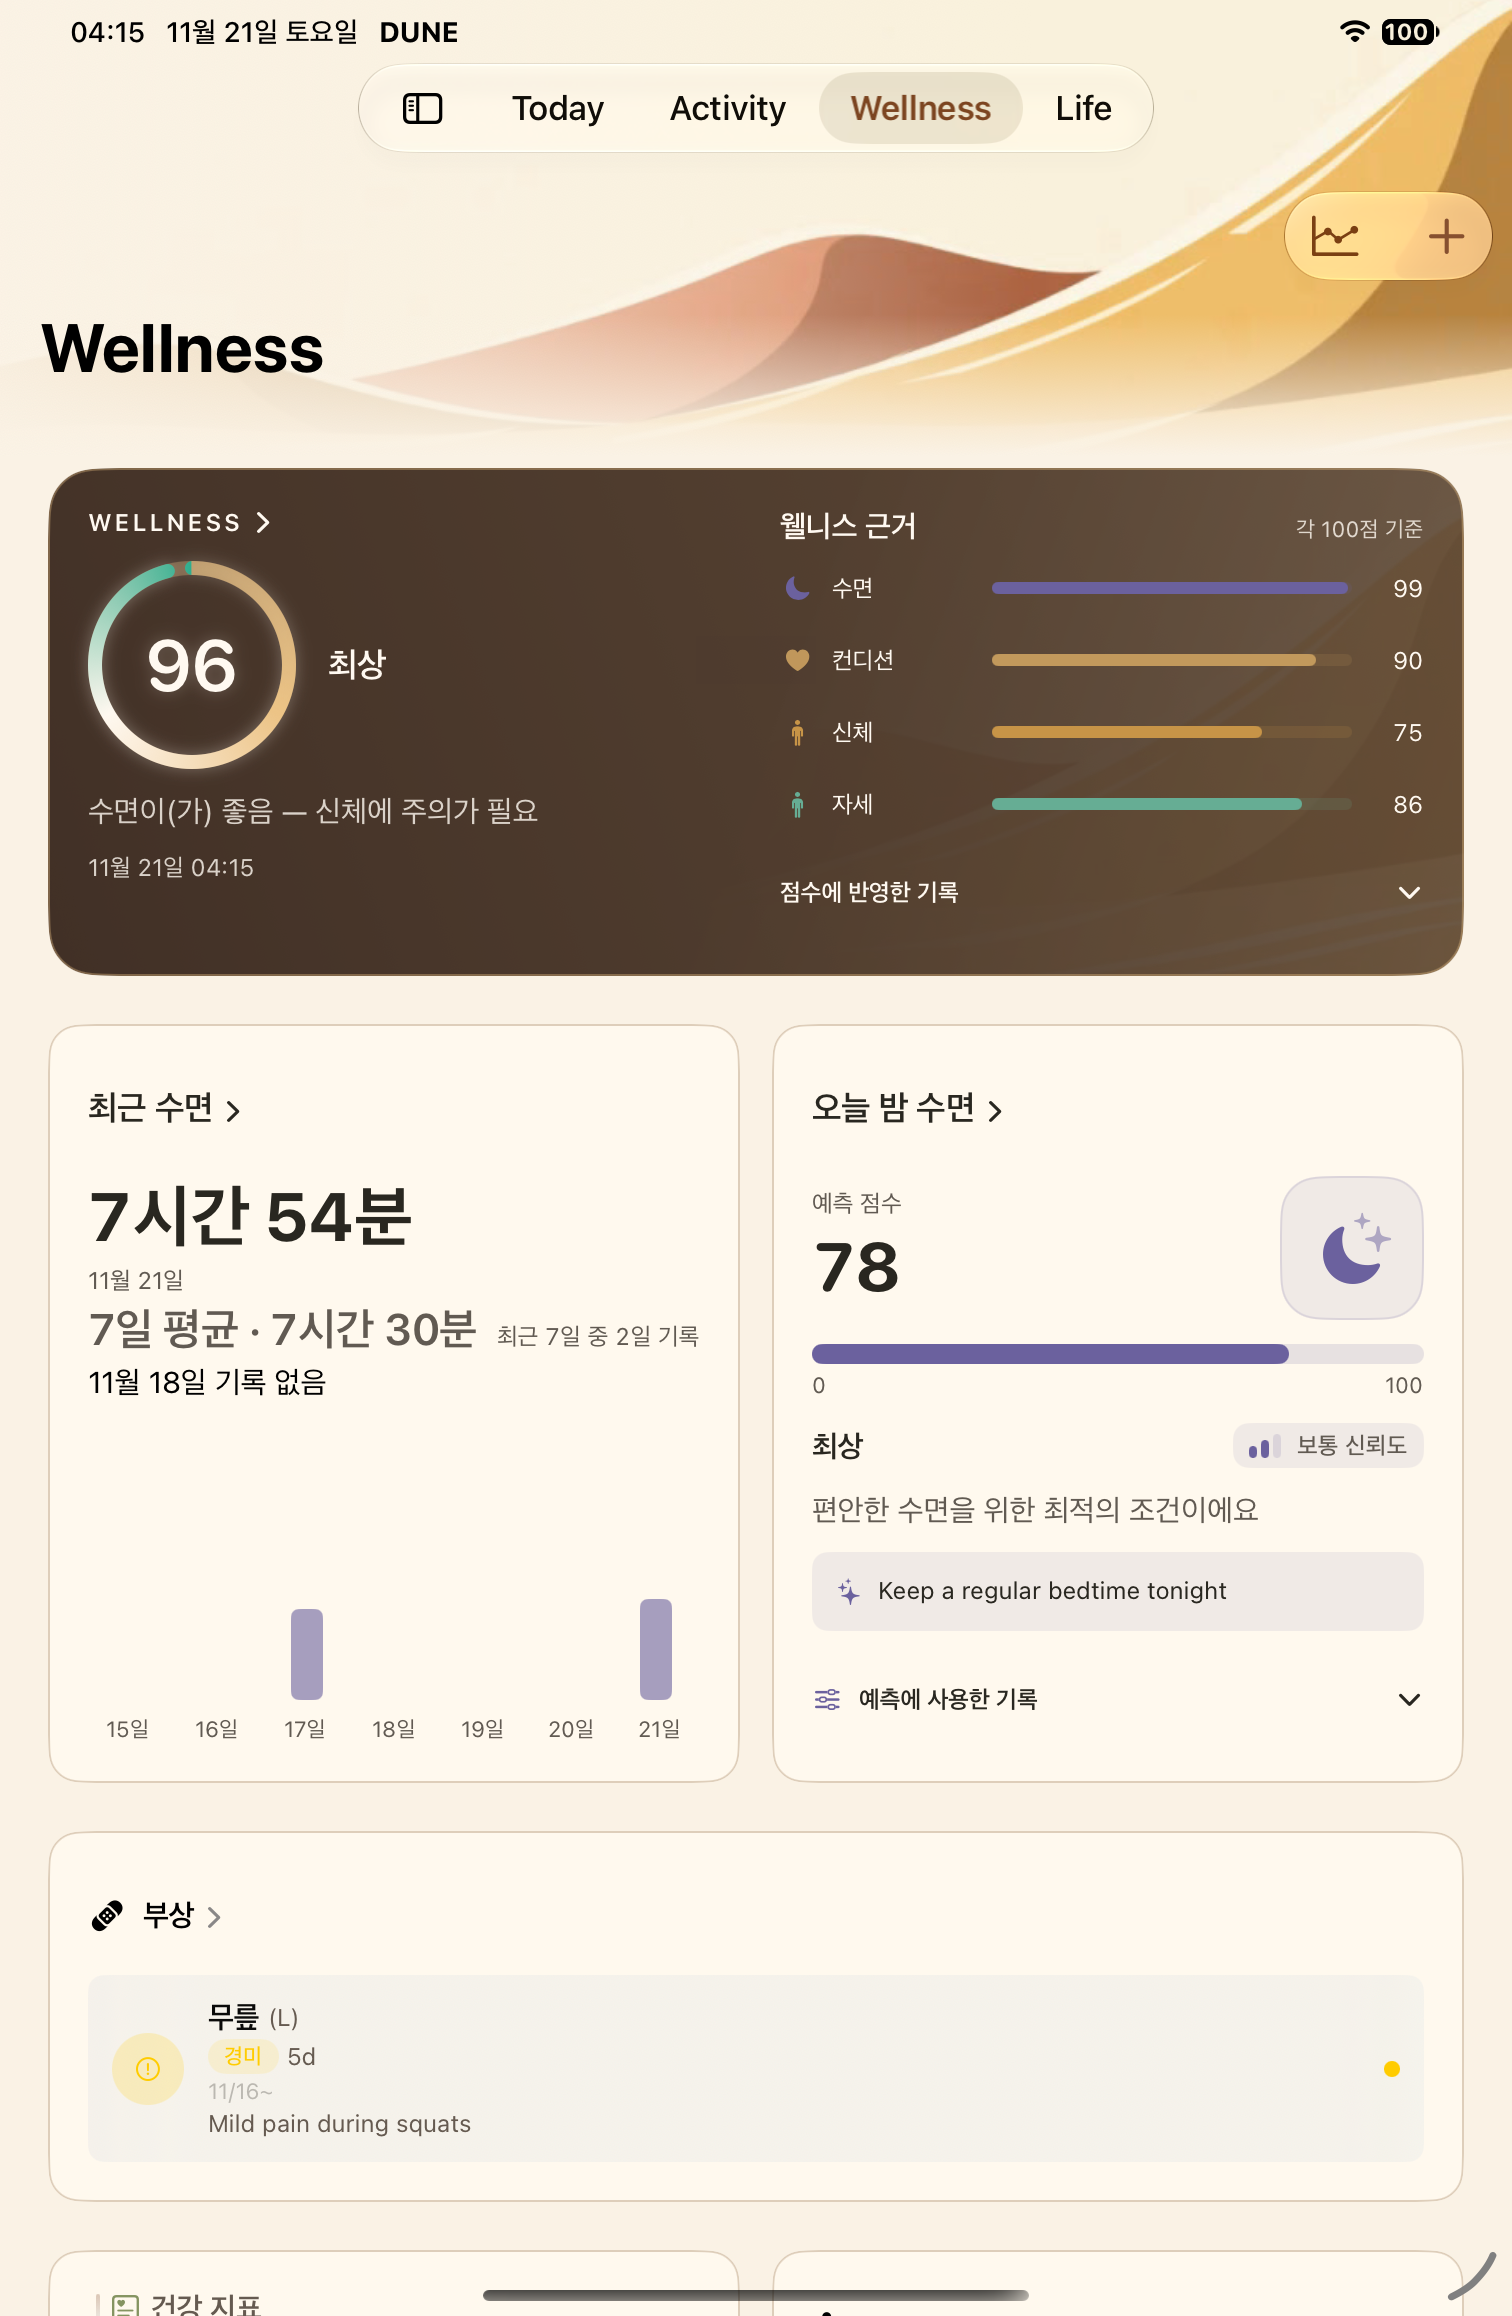 04:15 11월 21일 토요일 DUNE
100
Today Activity Wellness Life
Wellness
WELLNESS
96
최상
수면이(가) 좋음 — 신체에 주의가 필요
11월 21일 04:15
웰니스 근거
각 100점 기준
수면 99
컨디션 90
신체 75
자세 86
점수에 반영한 기록
최근 수면
7시간 54분
11월 21일
7일 평균 · 7시간 30분 최근 7일 중 2일 기록
11월 18일 기록 없음
15일 16일 17일 18일 19일 20일 21일
오늘 밤 수면
예측 점수
78
0 100
최상
보통 신뢰도
편안한 수면을 위한 최적의 조건이에요
Keep a regular bedtime tonight
예측에 사용한 기록
부상
무릎 (L)
경미 5d
11/16~
Mild pain during squats
건강 지표